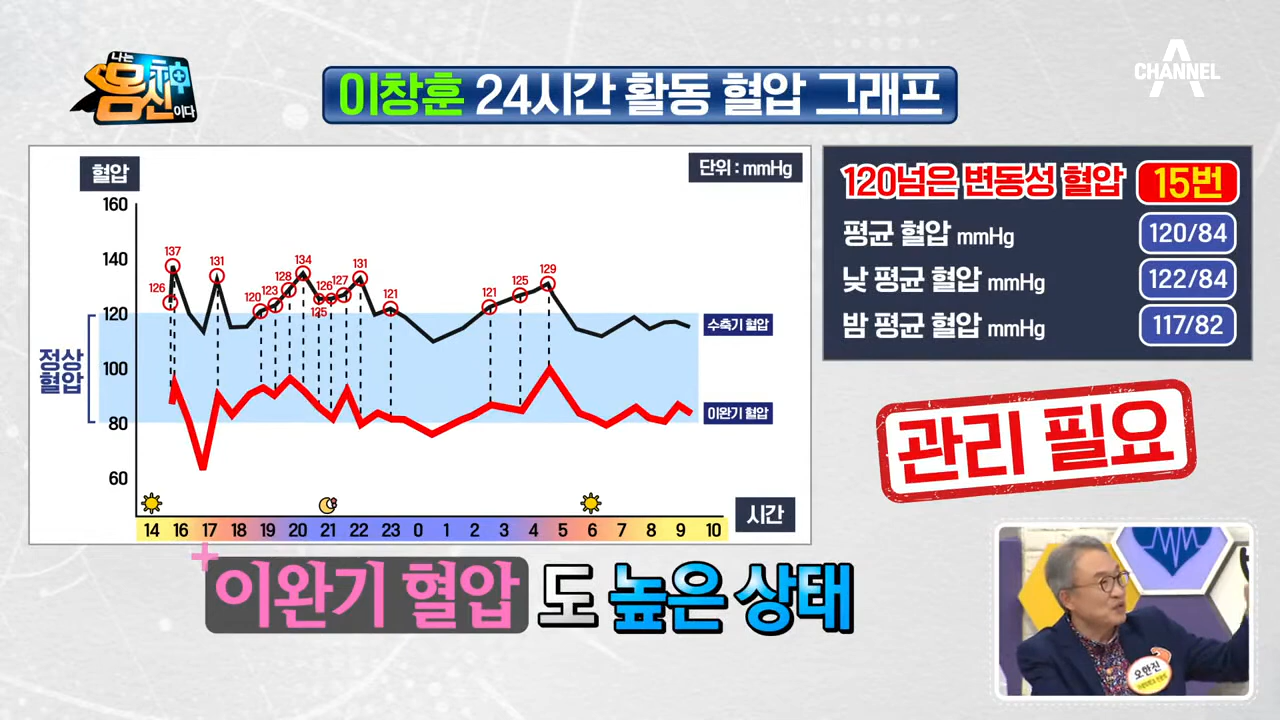 나는
몸神신이다
CHANNEL A
이창훈 24시간 활동 혈압 그래프
혈압
단위 : mmHg
160
140
120
100
80
60
정상
혈압
126
137
131
120
123
128
134
126
125
127
131
121
121
125
129
수축기 혈압
이완기 혈압
14 16 17 18 19 20 21 22 23 0 1 2 3 4 5 6 7 8 9 10
시간
120넘은 변동성 혈압 15번
평균 혈압 mmHg 120/84
낮 평균 혈압 mmHg 122/84
밤 평균 혈압 mmHg 117/82
관리 필요
오한진
이완기 혈압도 높은 상태